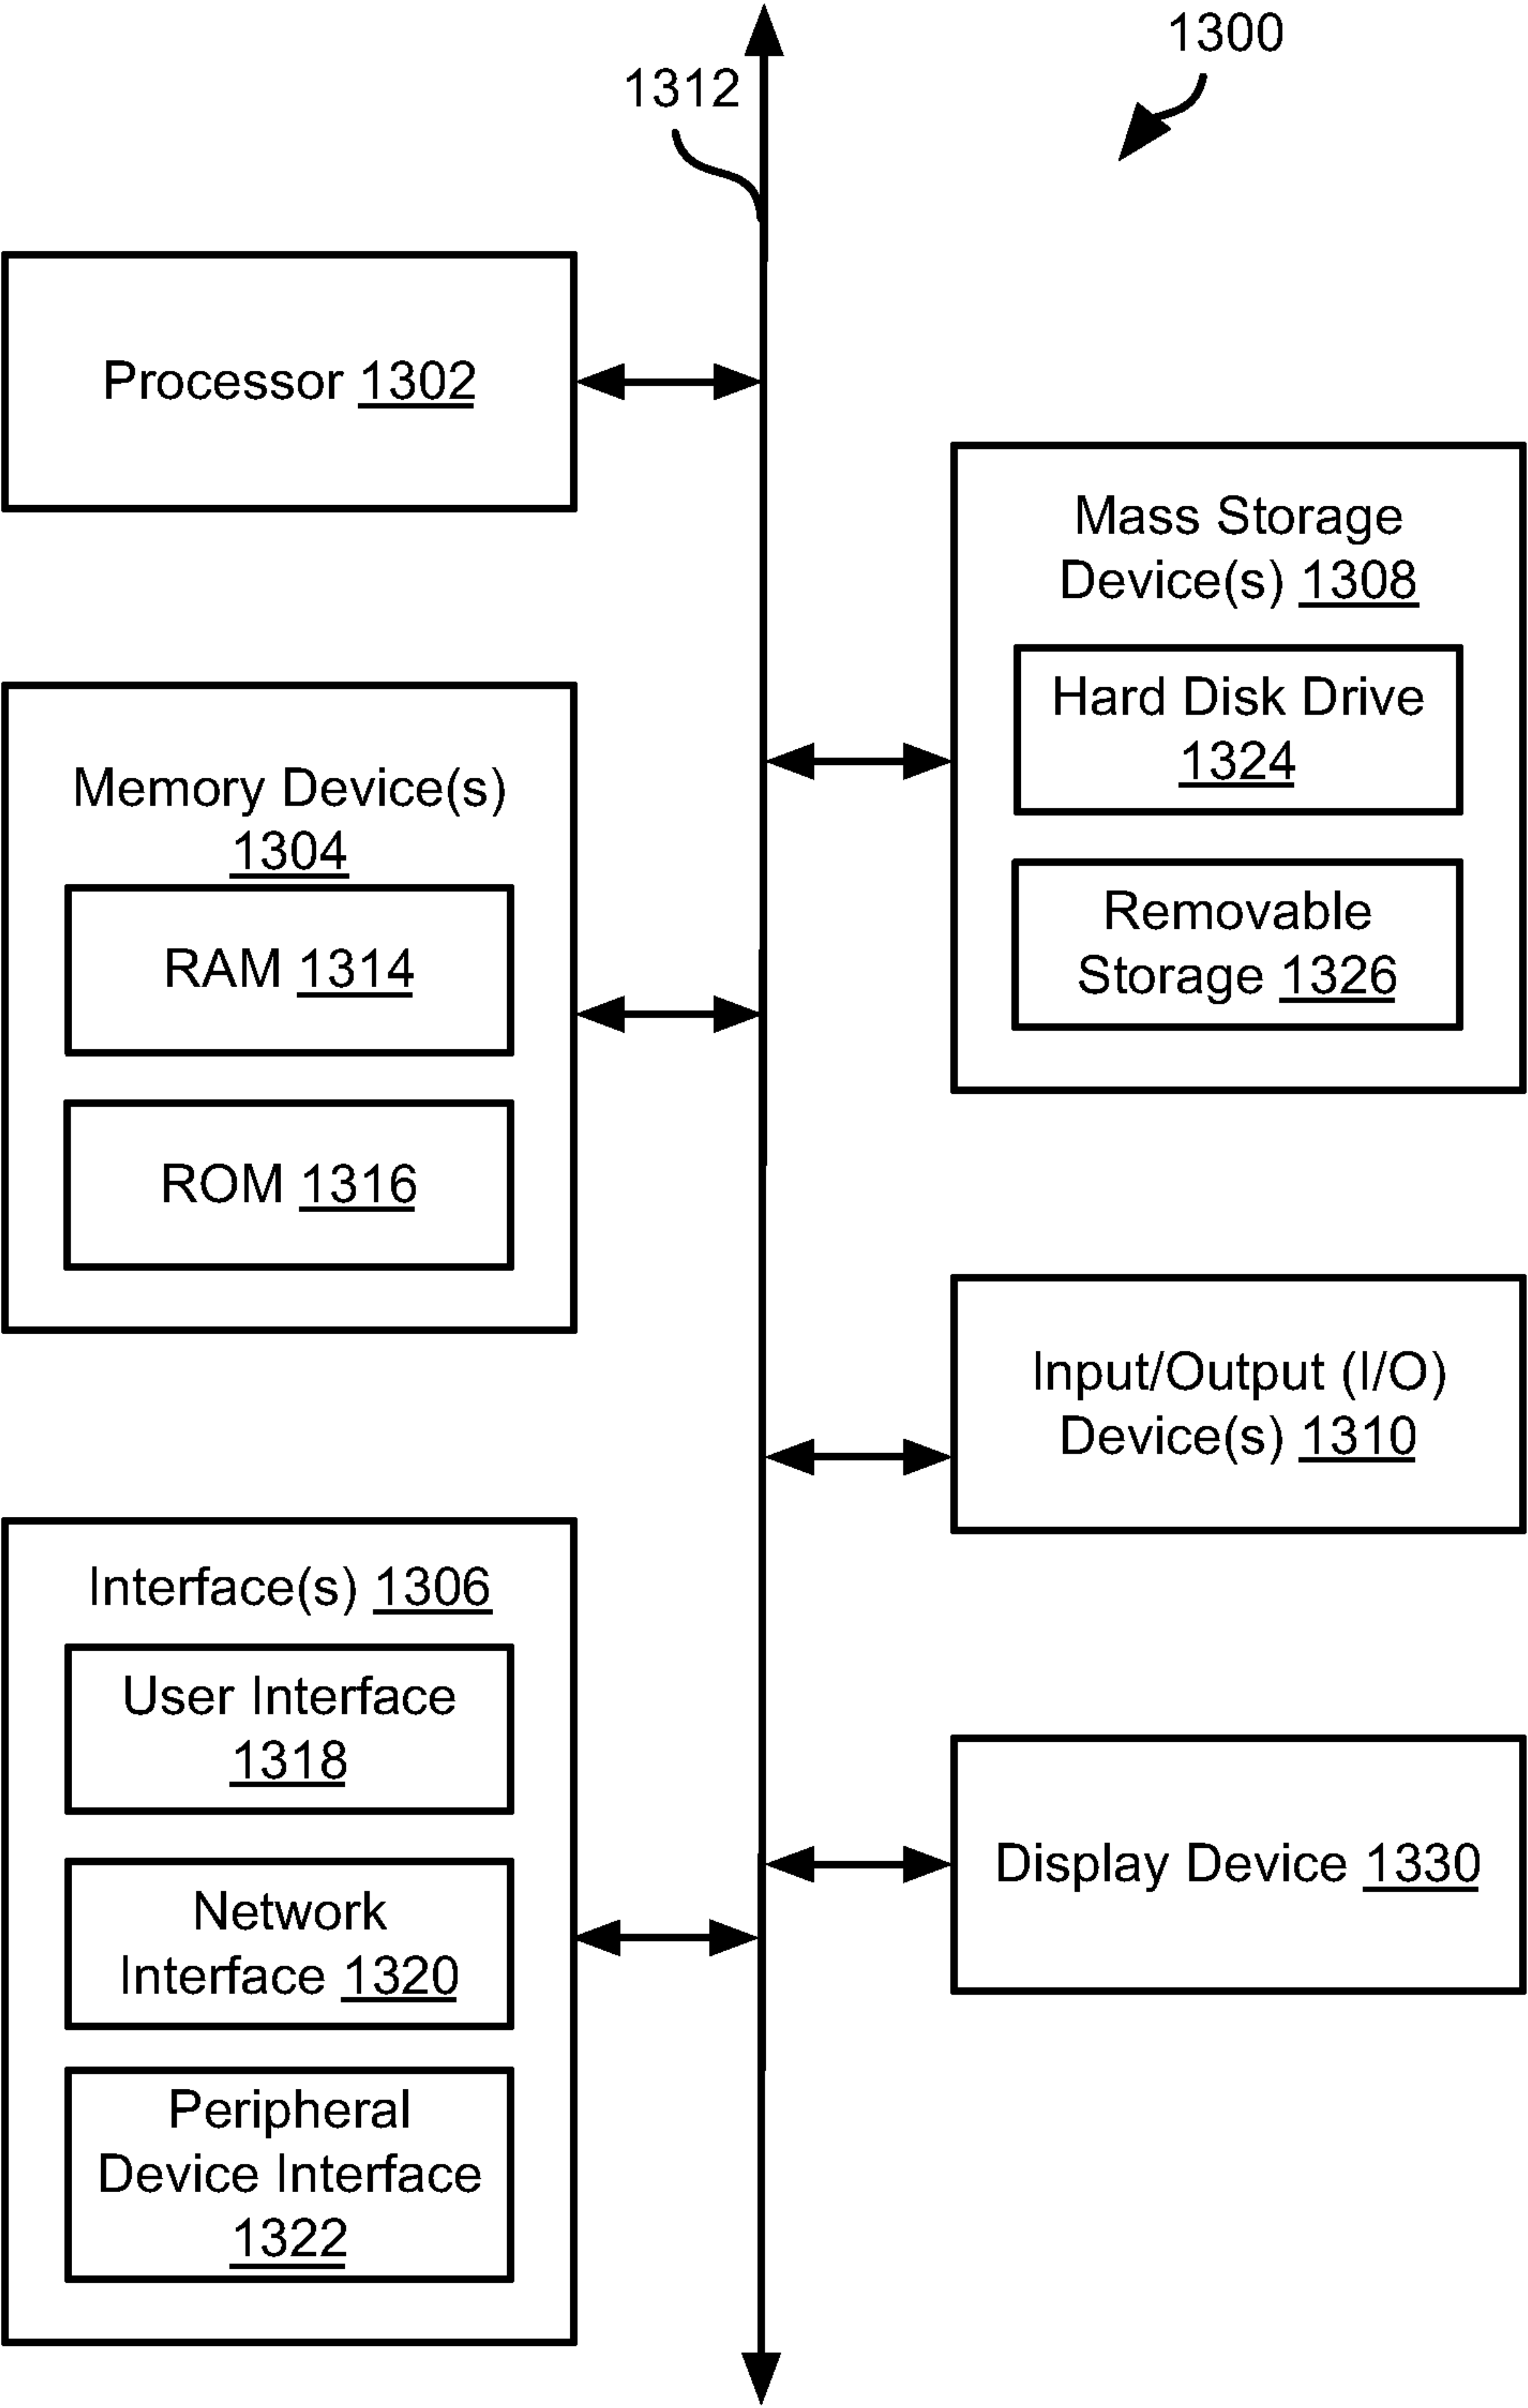 1300
1312
Processor 1302
Mass Storage
Device(s) 1308
Hard Disk Drive
1324
Removable
Storage 1326
Memory Device(s)
1304
RAM 1314
ROM 1316
Input/Output (I/O)
Device(s) 1310
Interface(s) 1306
User Interface
1318
Network
Interface 1320
Peripheral
Device Interface
1322
Display Device 1330